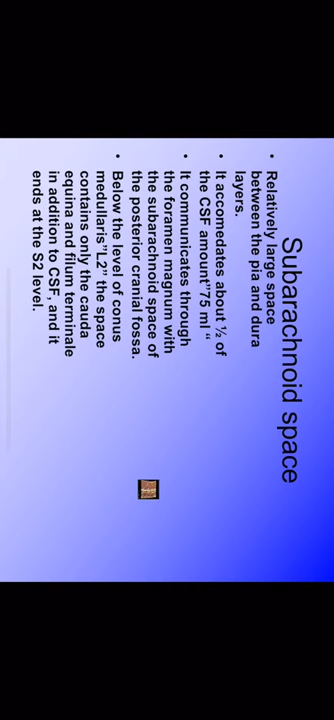 Subarachnoid space
• Relatively large space
between the pia and dura
layers.
• It accomedates about ½ of
the CSF amount"75 ml "
• It communicates through
the foramen magnum with
the subarachnoid space of
the posterior cranial fossa.
• Below the level of conus
medullaris"L2" the space
contains only the cauda
equina and filum terminale
in addition to CSF, and it
ends at the S2 level.